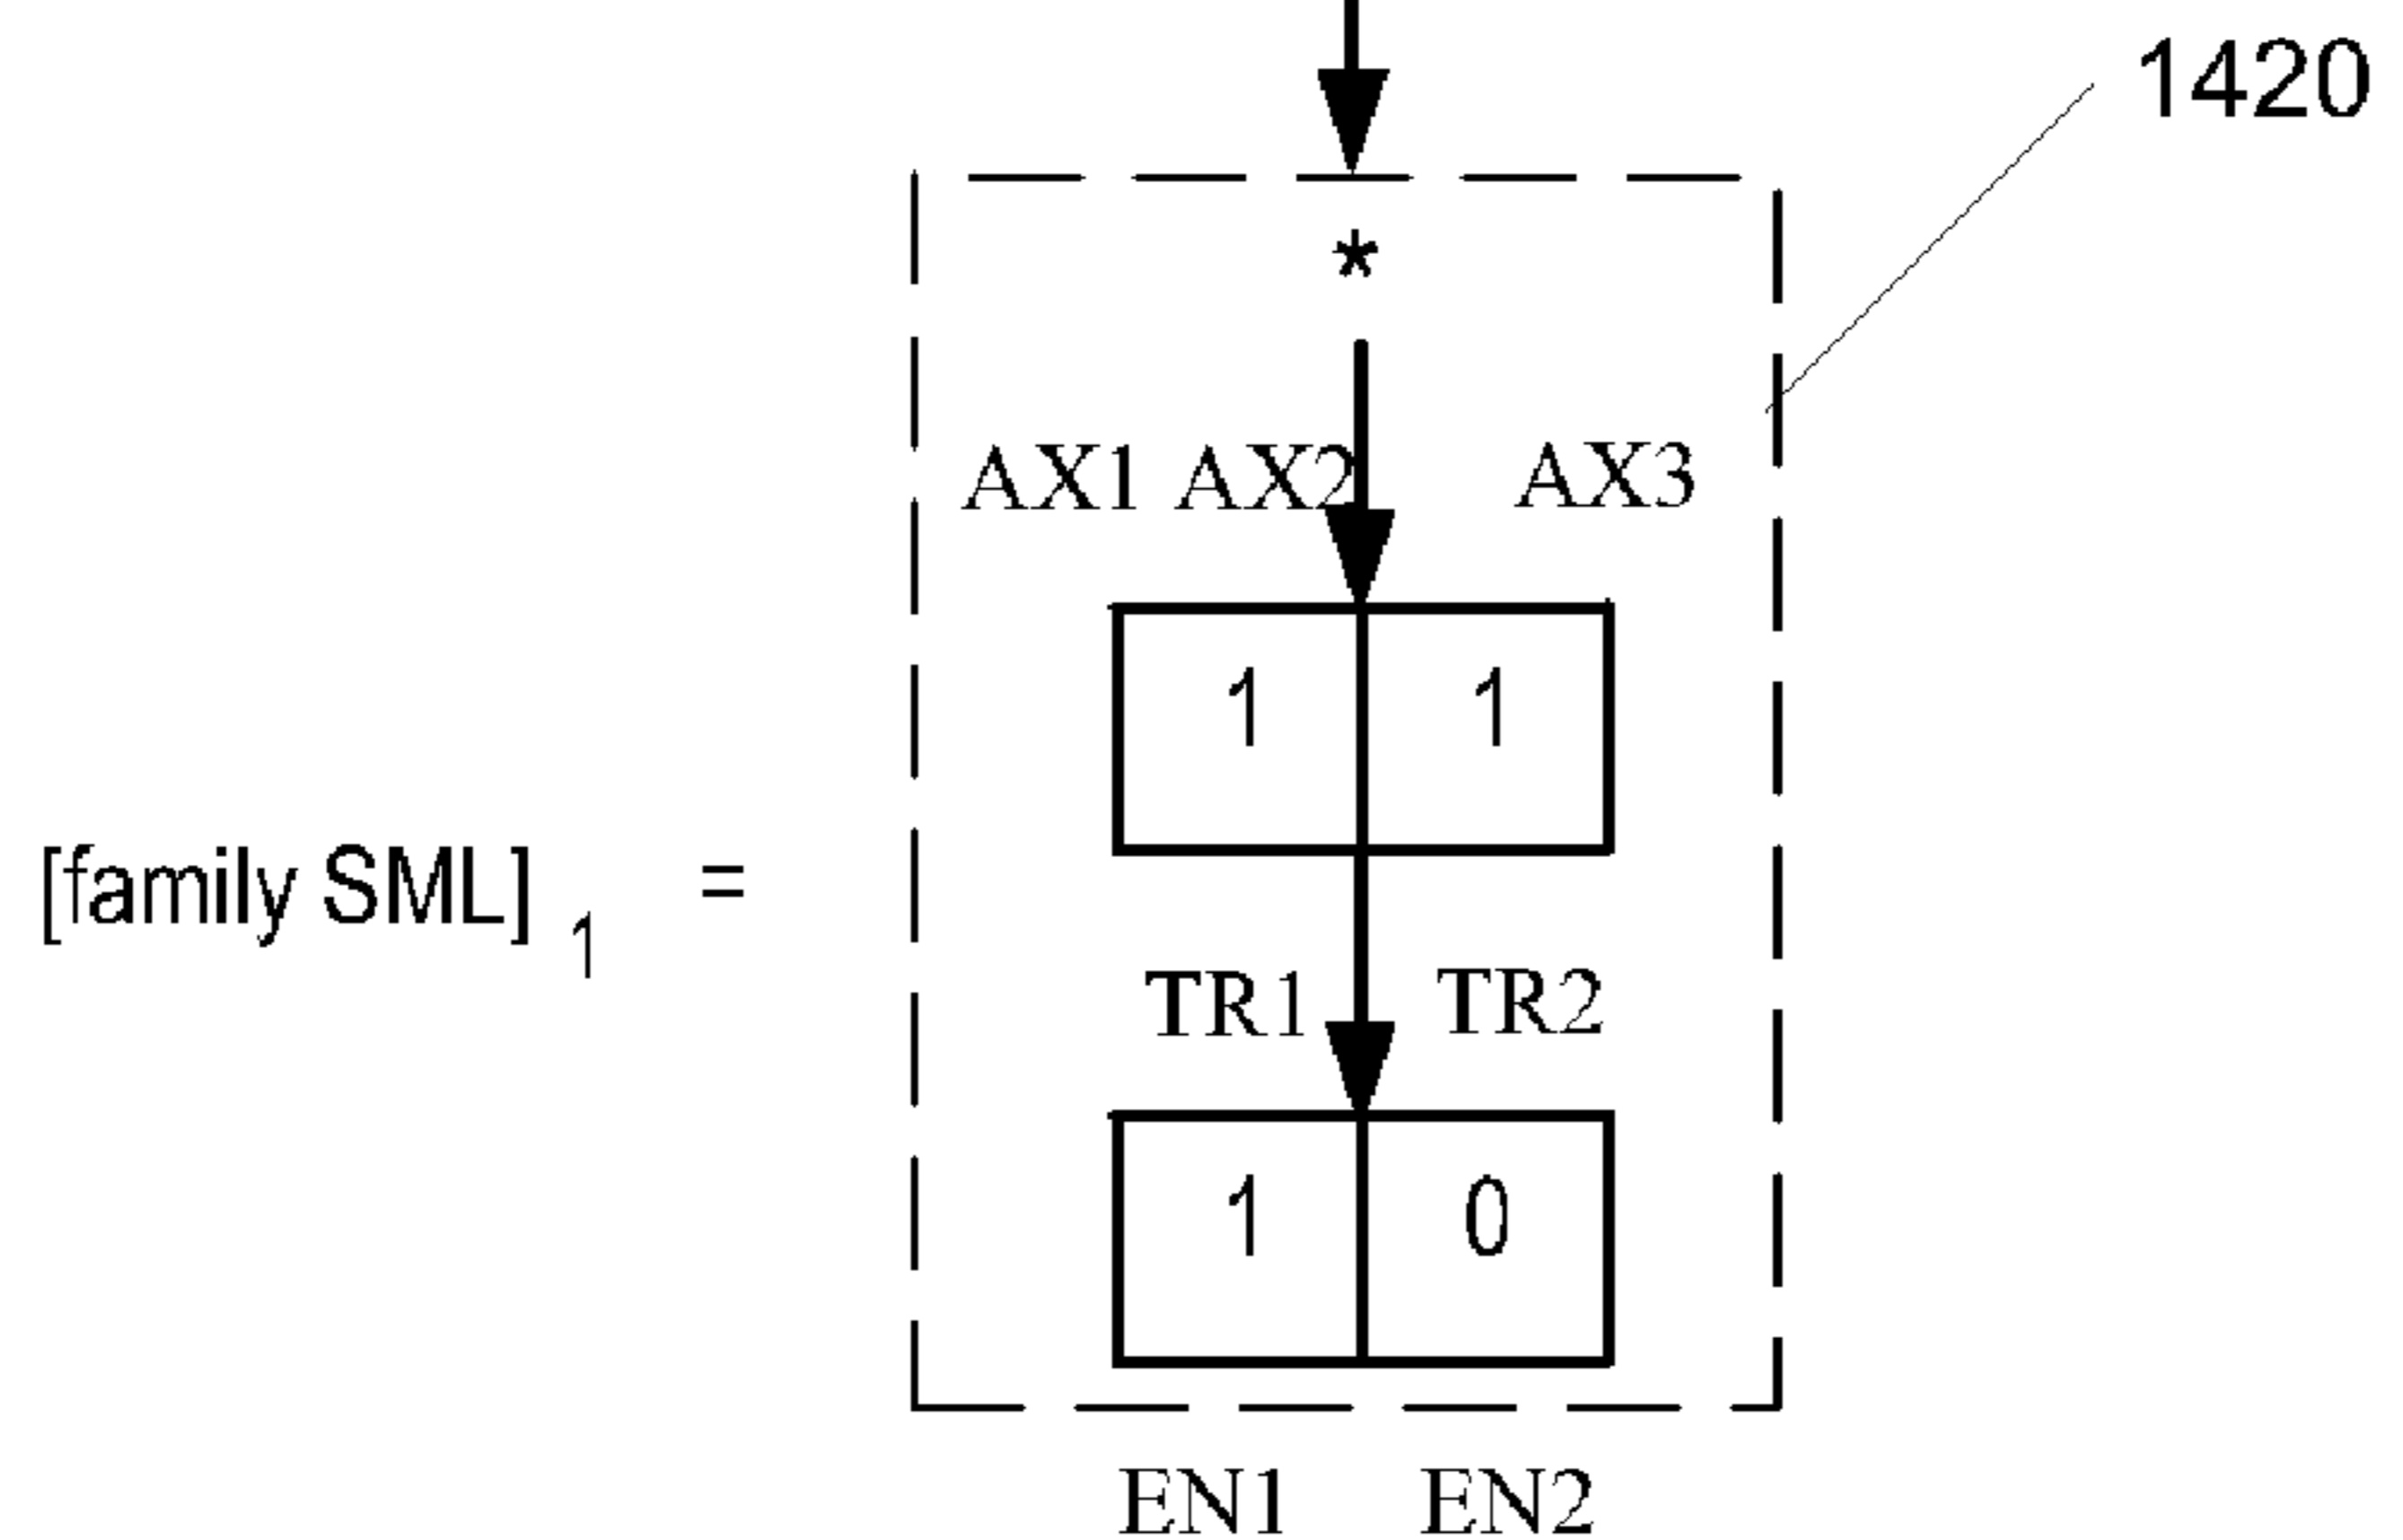 1420
*
AX1 AX2 AX3
1 1
[family SML] 1 =
TR1 TR2
1 0
EN1 EN2